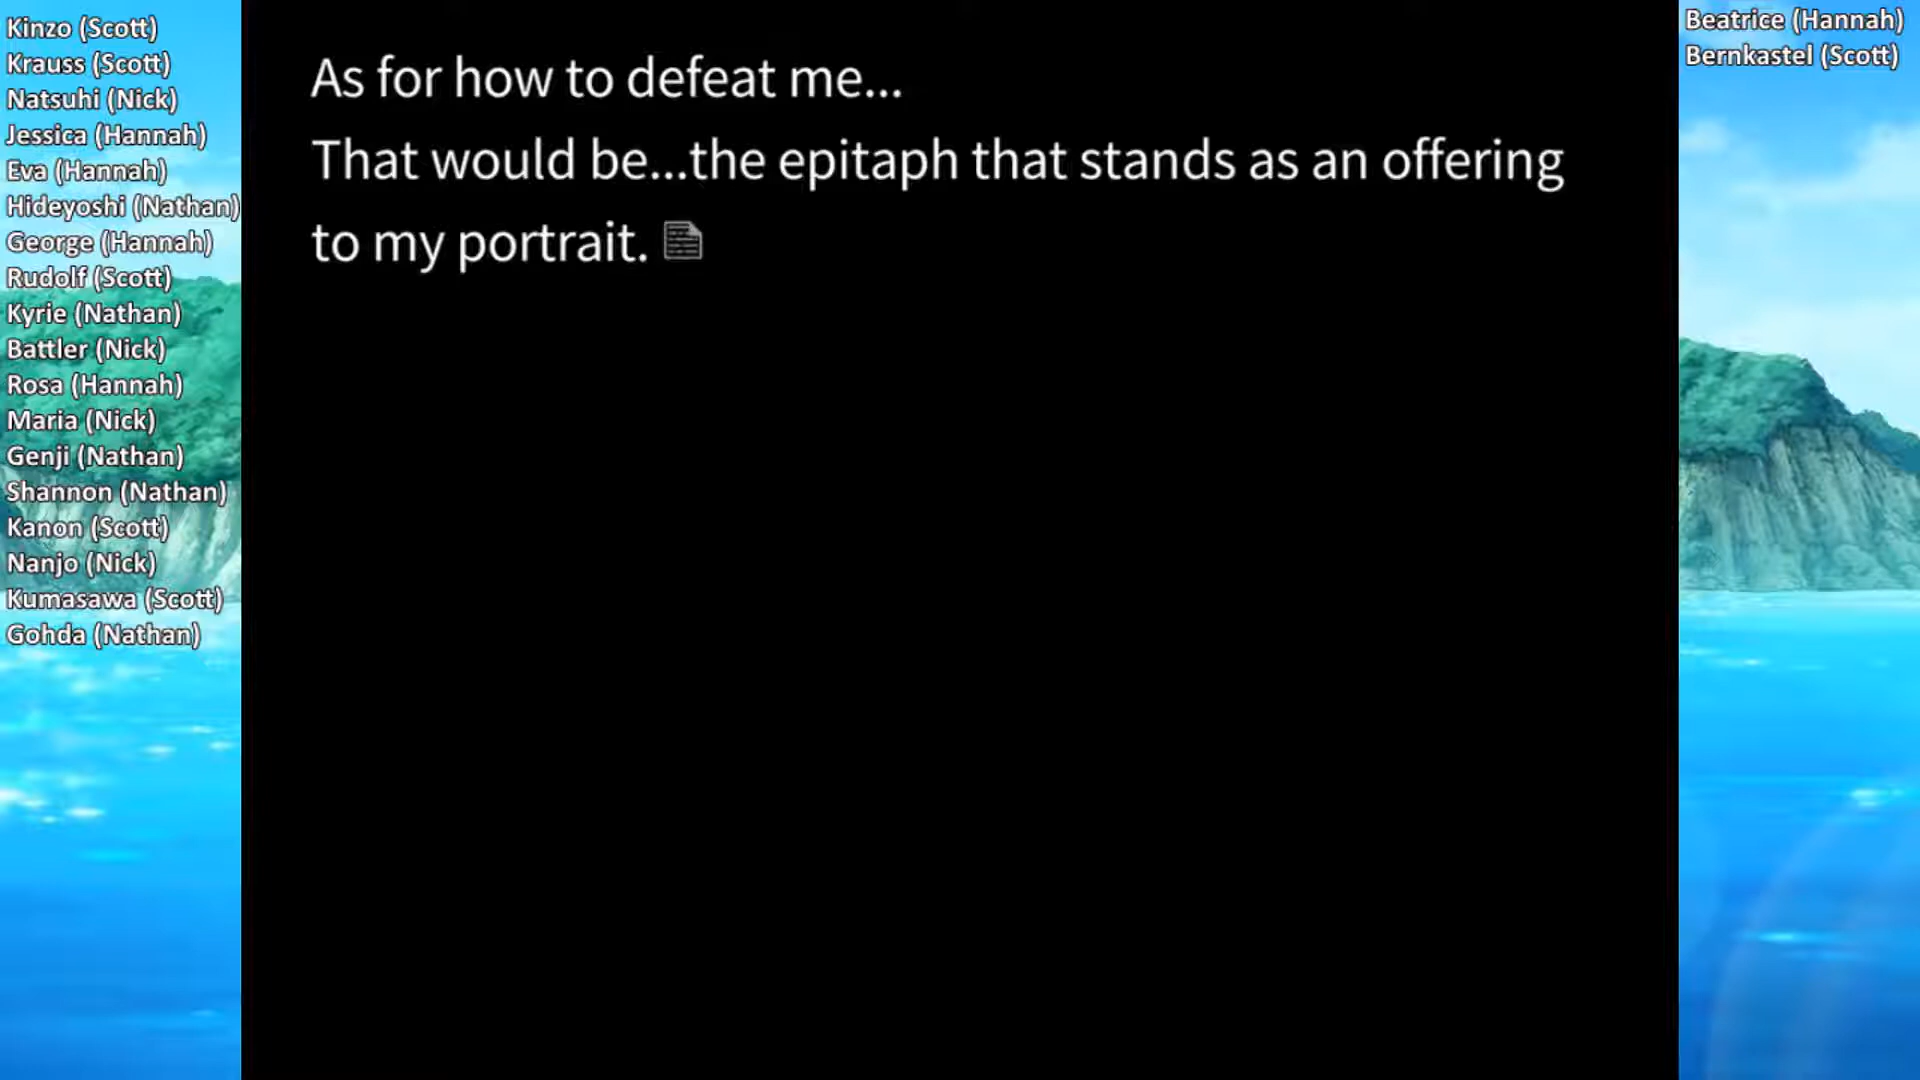 Kinzo (Scott)
Krauss (Scott)
Natsuhi (Nick)
Jessica (Hannah)
Eva (Hannah)
Hideyoshi (Nathan)
George (Hannah)
Rudolf (Scott)
Kyrie (Nathan)
Battler (Nick)
Rosa (Hannah)
Maria (Nick)
Genji (Nathan)
Shannon (Nathan)
Kanon (Scott)
Nanjo (Nick)
Kumasawa (Scott)
Gohda (Nathan)
As for how to defeat me...
That would be...the epitaph that stands as an offering
to my portrait.
Beatrice (Hannah)
Bernkastel (Scott)